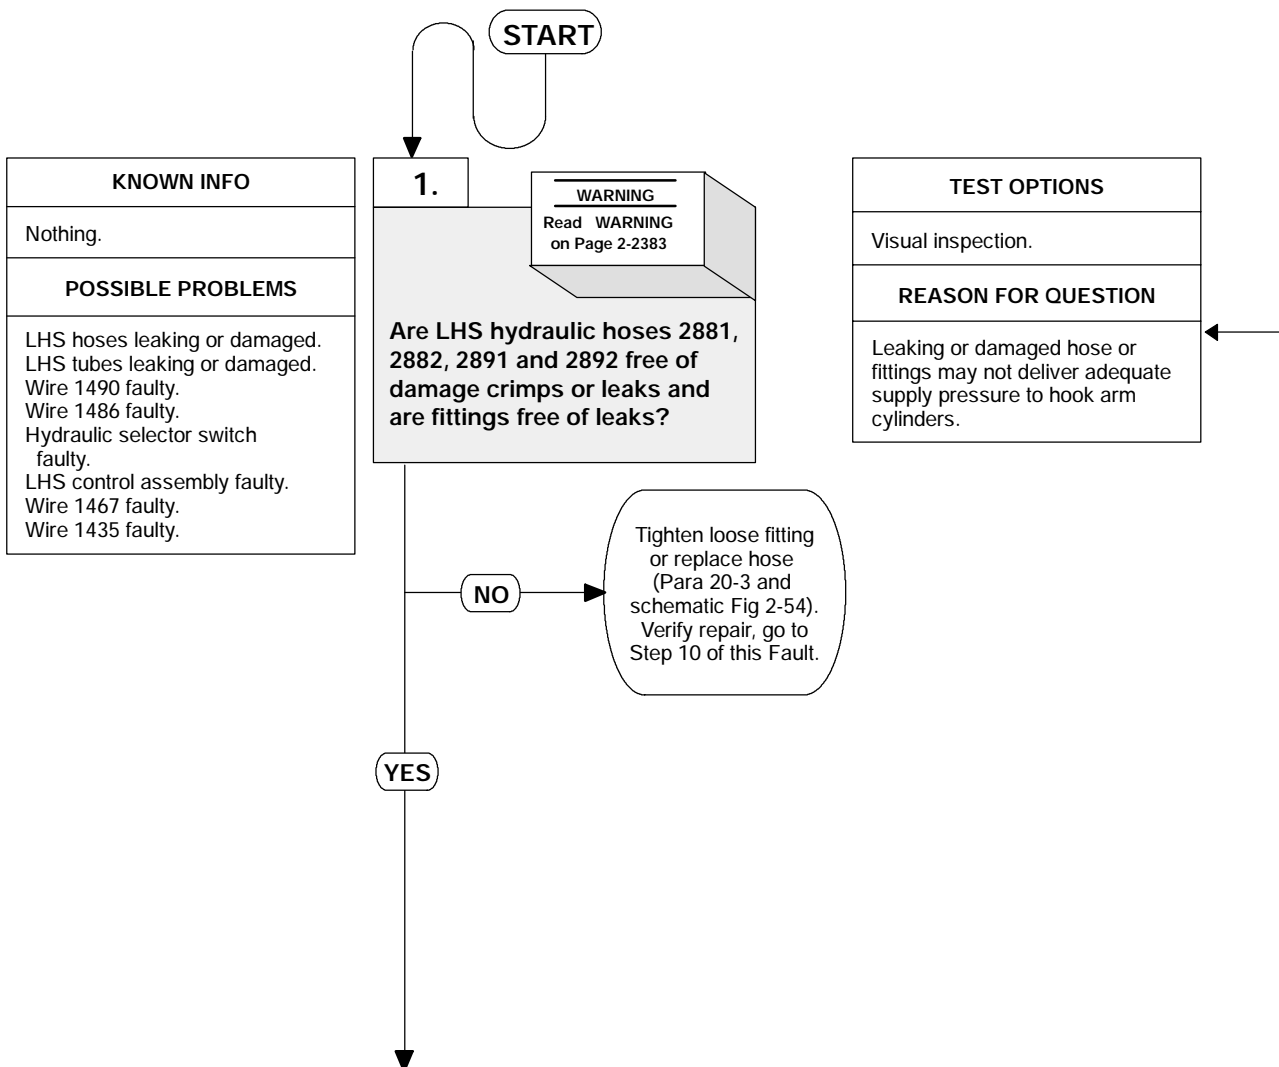 START
KNOWN INFO
Nothing.
POSSIBLE PROBLEMS
LHS hoses leaking or damaged.
LHS tubes leaking or damaged.
Wire 1490 faulty.
Wire 1486 faulty.
Hydraulic selector switch
faulty.
LHS control assembly faulty.
Wire 1467 faulty.
Wire 1435 faulty.
1.
WARNING
Read WARNING
on Page 2-2383
Are LHS hydraulic hoses 2881,
2882, 2891 and 2892 free of
damage crimps or leaks and
are fittings free of leaks?
TEST OPTIONS
Visual inspection.
REASON FOR QUESTION
Leaking or damaged hose or
fittings may not deliver adequate
supply pressure to hook arm
cylinders.
NO
Tighten loose fitting
or replace hose
(Para 20-3 and
schematic Fig 2-54).
Verify repair, go to
Step 10 of this Fault.
YES